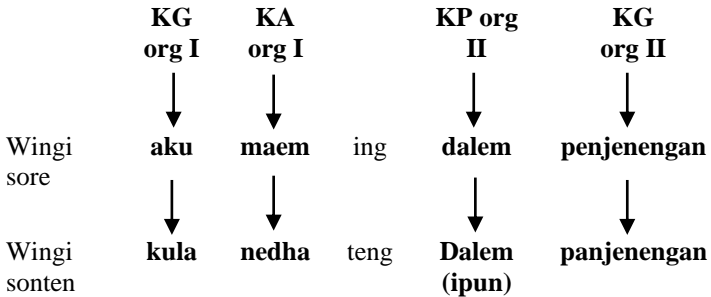 KG KA KP org KG
org I org I II org II
Wingi aku maem ing dalem penjenengan
sore
Wingi kula nedha teng Dalem panjenengan
sonten (ipun)